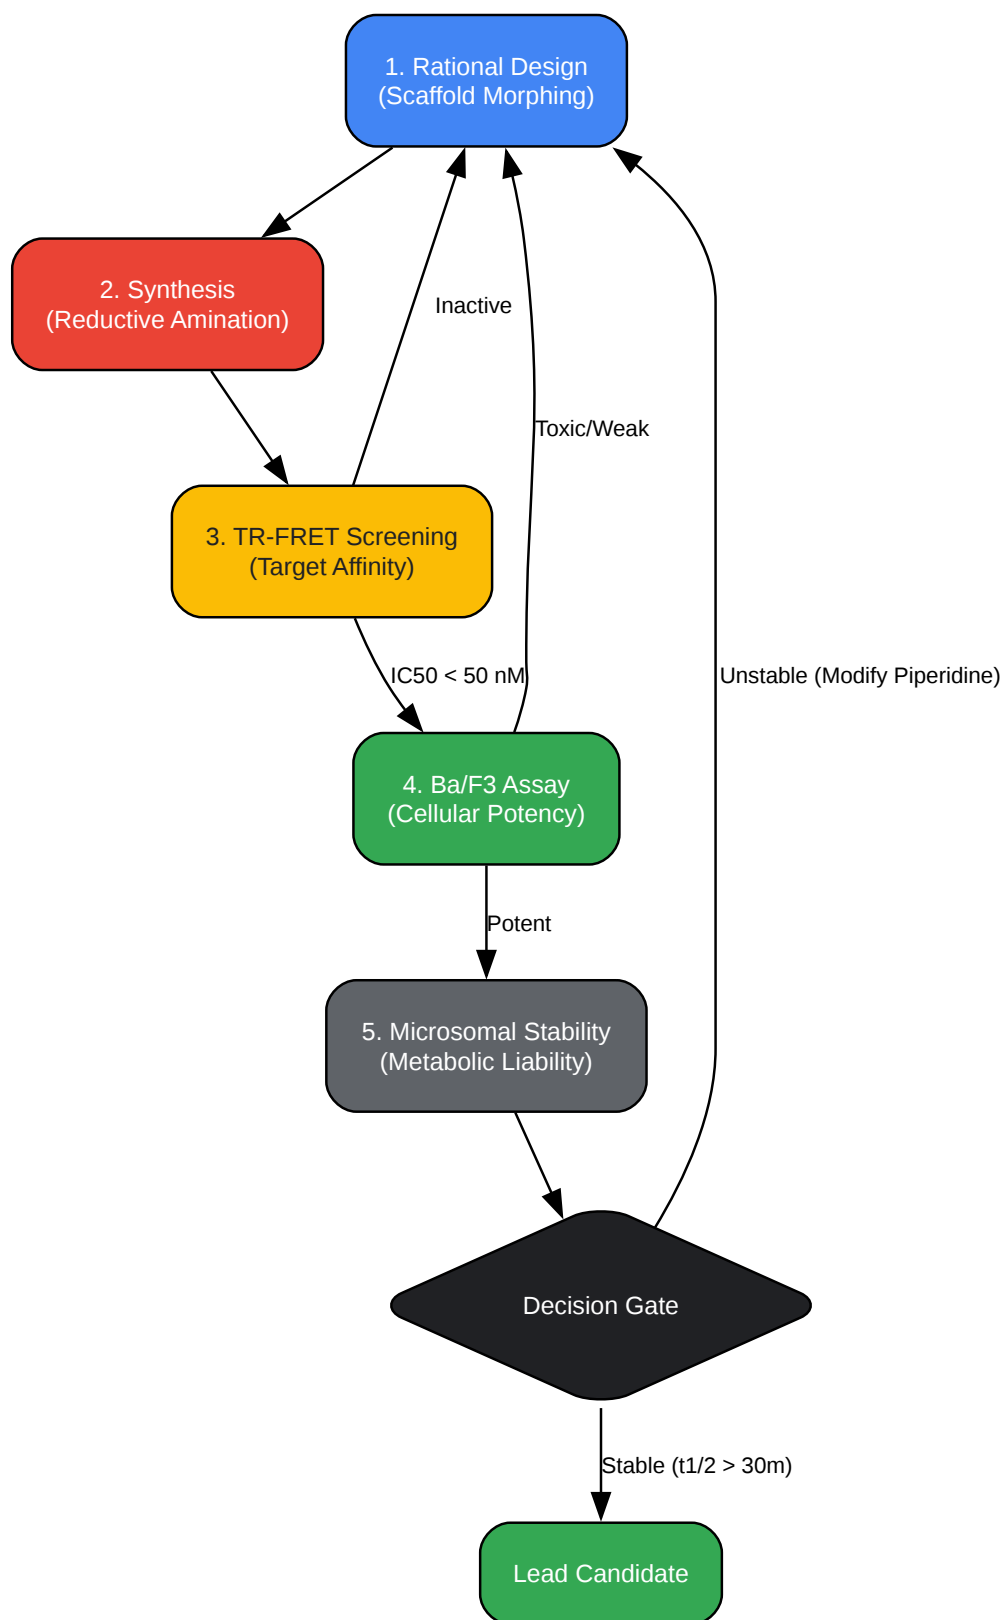 1. Rational Design
(Scaffold Morphing)
2. Synthesis
(Reductive Amination)
Inactive
Toxic/Weak
3. TR-FRET Screening
(Target Affinity)
IC50 < 50 nM
Unstable (Modify Piperidine)
4. Ba/F3 Assay
(Cellular Potency)
Potent
5. Microsomal Stability
(Metabolic Liability)
Decision Gate
Stable (t1/2 > 30m)
Lead Candidate